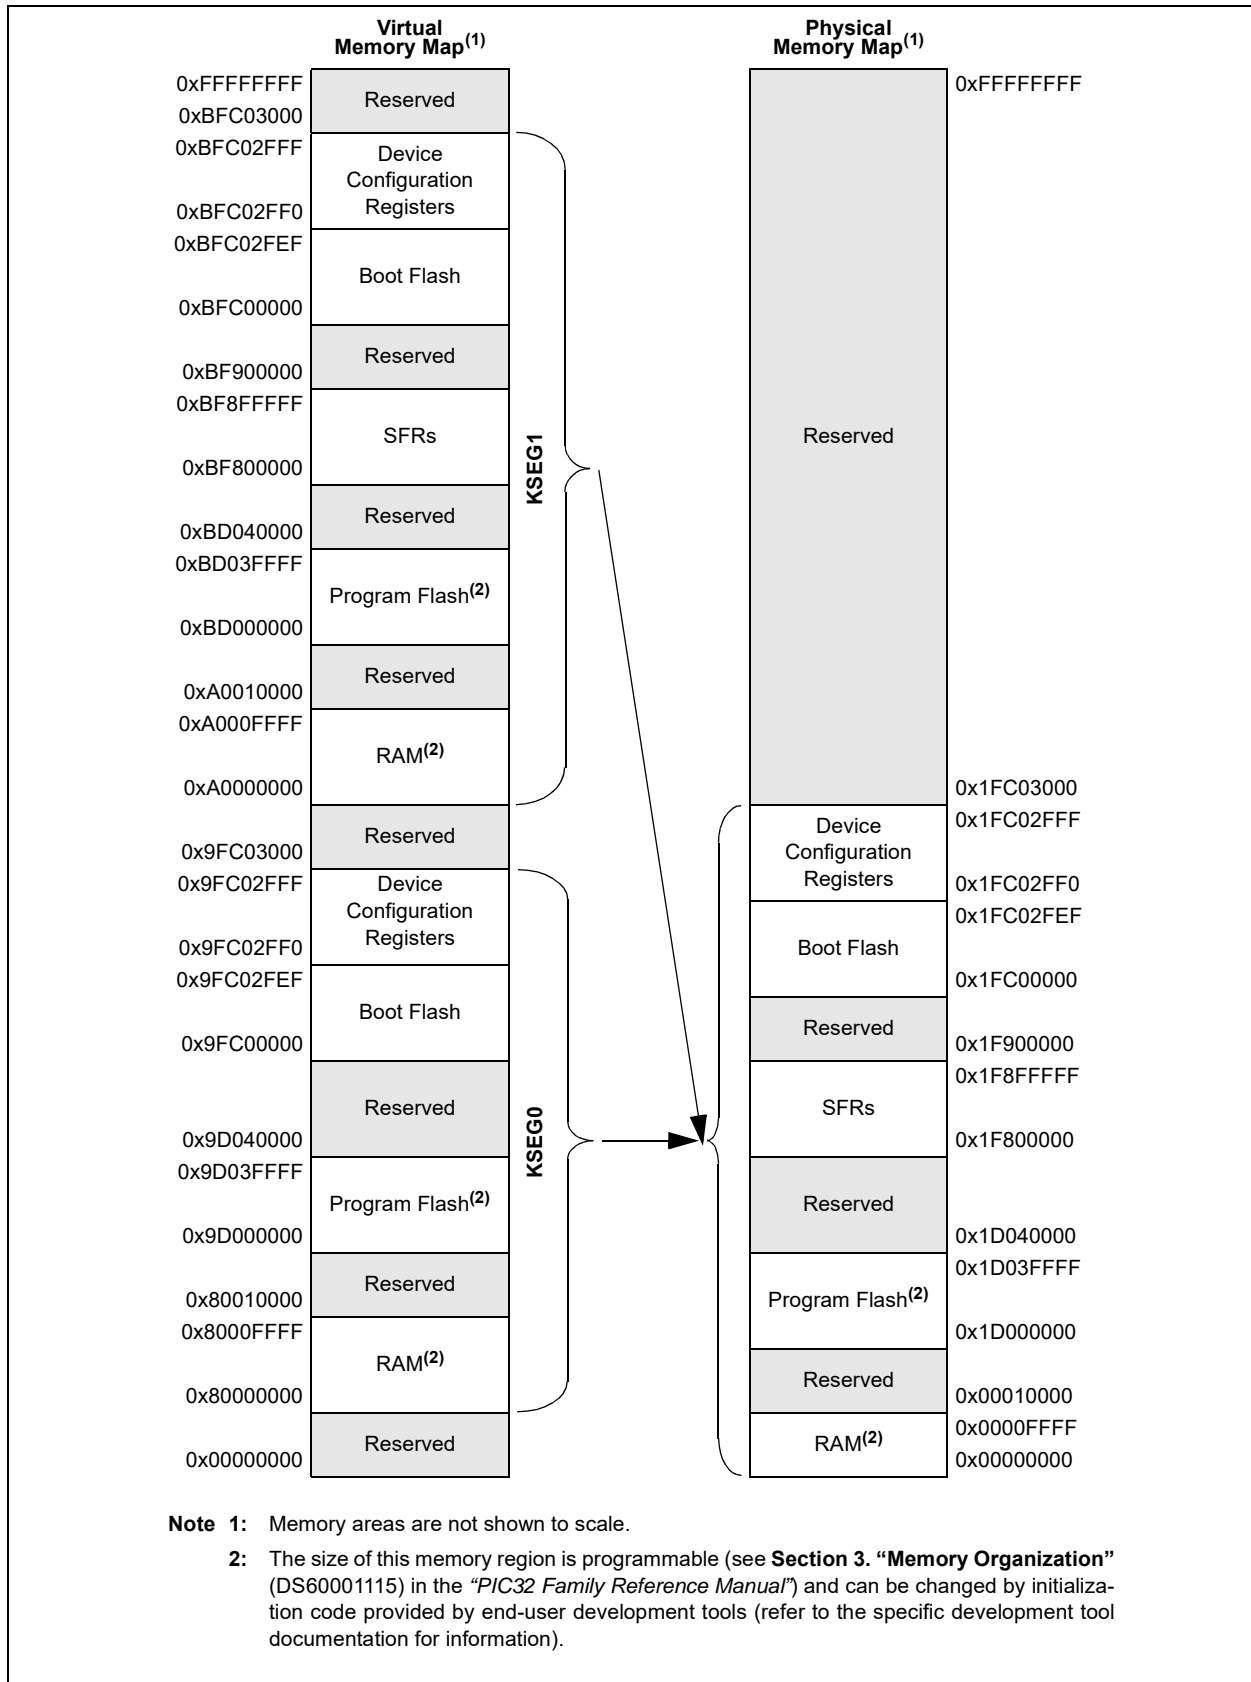 Virtual
Memory Map(1)
Physical
Memory Map(1)
0xFFFFFFFF
Reserved
0xBFC03000
0xBFC02FFF
Device
Configuration
Registers
0xBFC02FF0
0xBFC02FEF
Boot Flash
0xBFC00000
Reserved
0xBF900000
0xBF8FFFFF
SFRs
0xBF800000
Reserved
0xBD040000
0xBD03FFFF
Program Flash(2)
0xBD000000
Reserved
0xA0010000
0xA000FFFF
RAM(2)
0xA0000000
KSEG1
Reserved
0x9FC03000
0x9FC02FFF
Device
Configuration
Registers
0x9FC02FF0
0x9FC02FEF
Boot Flash
0x9FC00000
Reserved
0x9D040000
0x9D03FFFF
Program Flash(2)
0x9D000000
Reserved
0x80010000
0x8000FFFF
RAM(2)
0x80000000
KSEG0
Reserved
0x00000000
0xFFFFFFFF
Reserved
0x1FC03000
0x1FC02FFF
Device
Configuration
Registers
0x1FC02FF0
0x1FC02FEF
Boot Flash
0x1FC00000
Reserved
0x1F900000
0x1F8FFFFF
SFRs
0x1F800000
Reserved
0x1D040000
0x1D03FFFF
Program Flash(2)
0x1D000000
Reserved
0x00010000
0x0000FFFF
RAM(2)
0x00000000
Note 1: Memory areas are not shown to scale.
2: The size of this memory region is programmable (see Section 3. “Memory Organization”
(DS60001115) in the “PIC32 Family Reference Manual”) and can be changed by initializa-
tion code provided by end-user development tools (refer to the specific development tool
documentation for information).